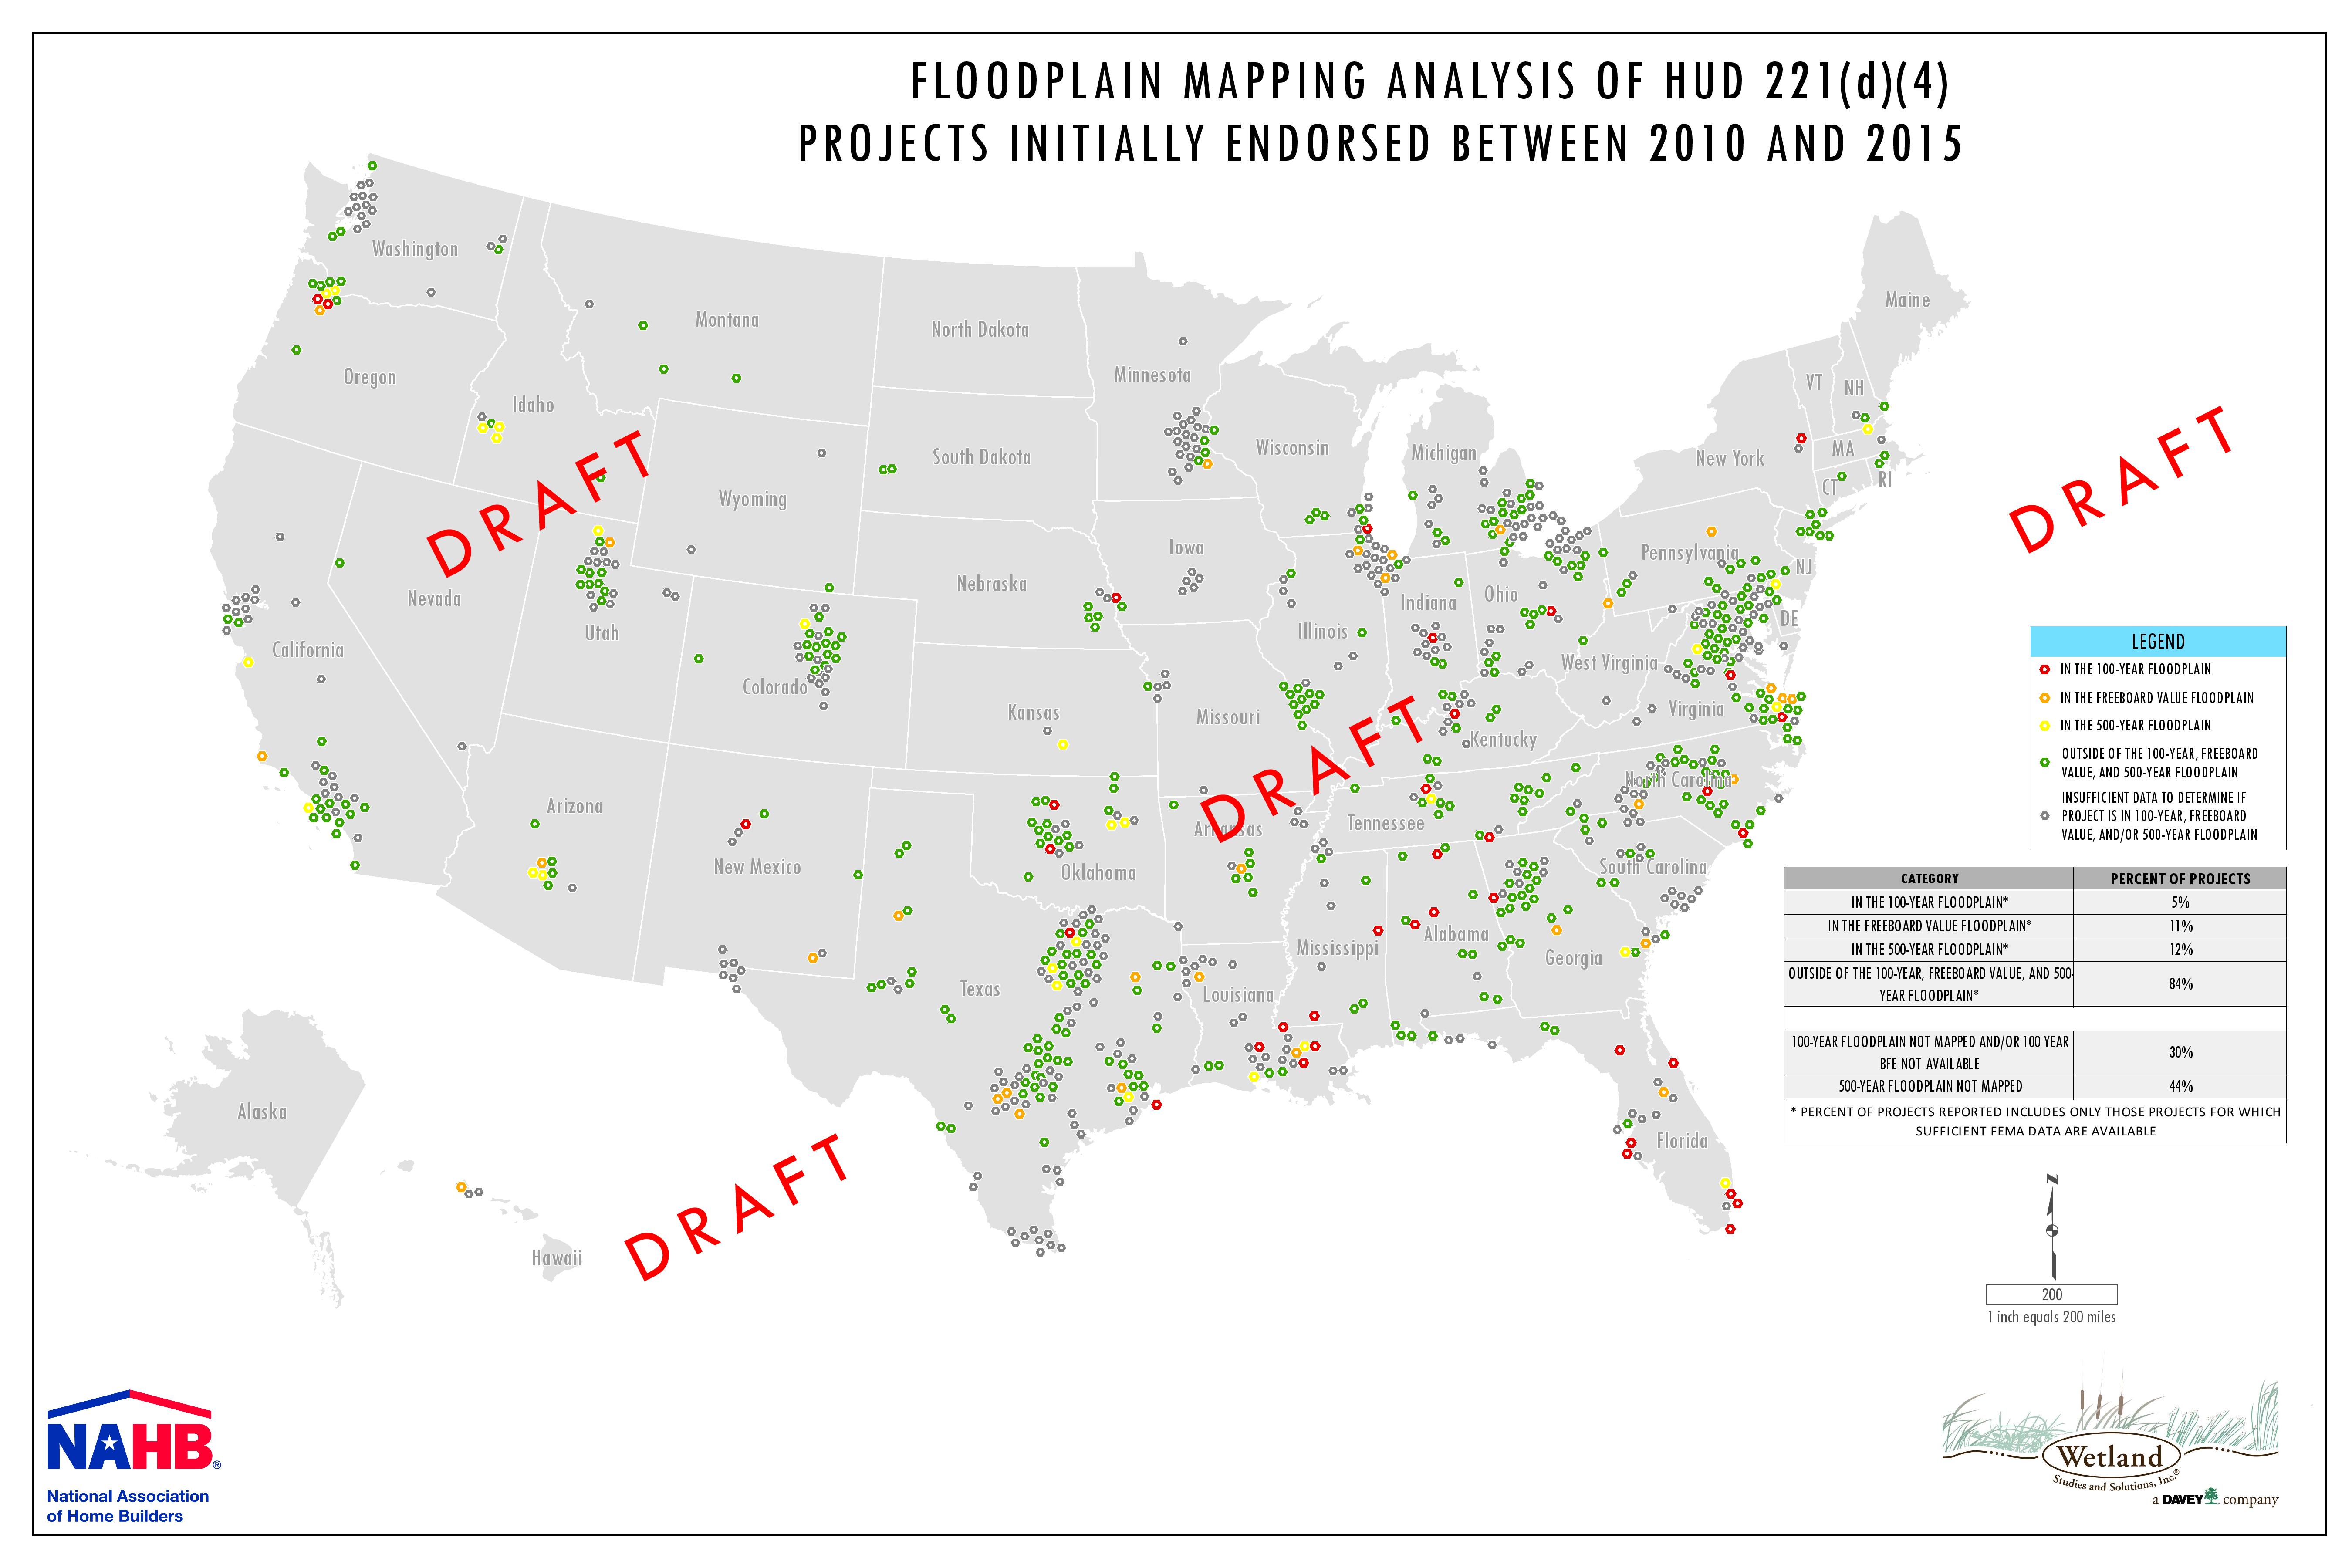 FLOODPLAIN MAPPING ANALYSIS OF HUD 221(d)(4)
PROJECTS INITIALLY ENDORSED BETWEEN 2010 AND 2015
Washington
Montana
North Dakota
Minnesota
Maine
Oregon
Idaho
VT
NH
South Dakota
Wisconsin
Michigan
New York
MA
CT
RI
Wyoming
DRAFT
DRAFT
Nevada
Utah
California
Nebraska
Iowa
Illinois
Indiana
Ohio
Pennsylvania
NJ
DE
Colorado
Kansas
Missouri
West Virginia
Virginia
Kentucky
DRAFT
Arizona
New Mexico
Oklahoma
Arkansas
Tennessee
North Carolina
South Carolina
Texas
Louisiana
Mississippi
Alabama
Georgia
Florida
Alaska
Hawaii
DRAFT
LEGEND
IN THE 100-YEAR FLOODPLAIN
IN THE FREEBOARD VALUE FLOODPLAIN
IN THE 500-YEAR FLOODPLAIN
OUTSIDE OF THE 100-YEAR, FREEBOARD
VALUE, AND 500-YEAR FLOODPLAIN
INSUFFICIENT DATA TO DETERMINE IF
PROJECT IS IN 100-YEAR, FREEBOARD
VALUE, AND/OR 500-YEAR FLOODPLAIN
CATEGORY PERCENT OF PROJECTS
IN THE 100-YEAR FLOODPLAIN* 5%
IN THE FREEBOARD VALUE FLOODPLAIN* 11%
IN THE 500-YEAR FLOODPLAIN* 12%
OUTSIDE OF THE 100-YEAR, FREEBOARD VALUE, AND 500-
YEAR FLOODPLAIN* 84%
100-YEAR FLOODPLAIN NOT MAPPED AND/OR 100 YEAR
BFE NOT AVAILABLE 30%
500-YEAR FLOODPLAIN NOT MAPPED 44%
* PERCENT OF PROJECTS REPORTED INCLUDES ONLY THOSE PROJECTS FOR WHICH
SUFFICIENT FEMA DATA ARE AVAILABLE
N
200
1 inch equals 200 miles
NAHB®
National Association
of Home Builders
Wetland
Studies and Solutions, Inc.®
a DAVEY company